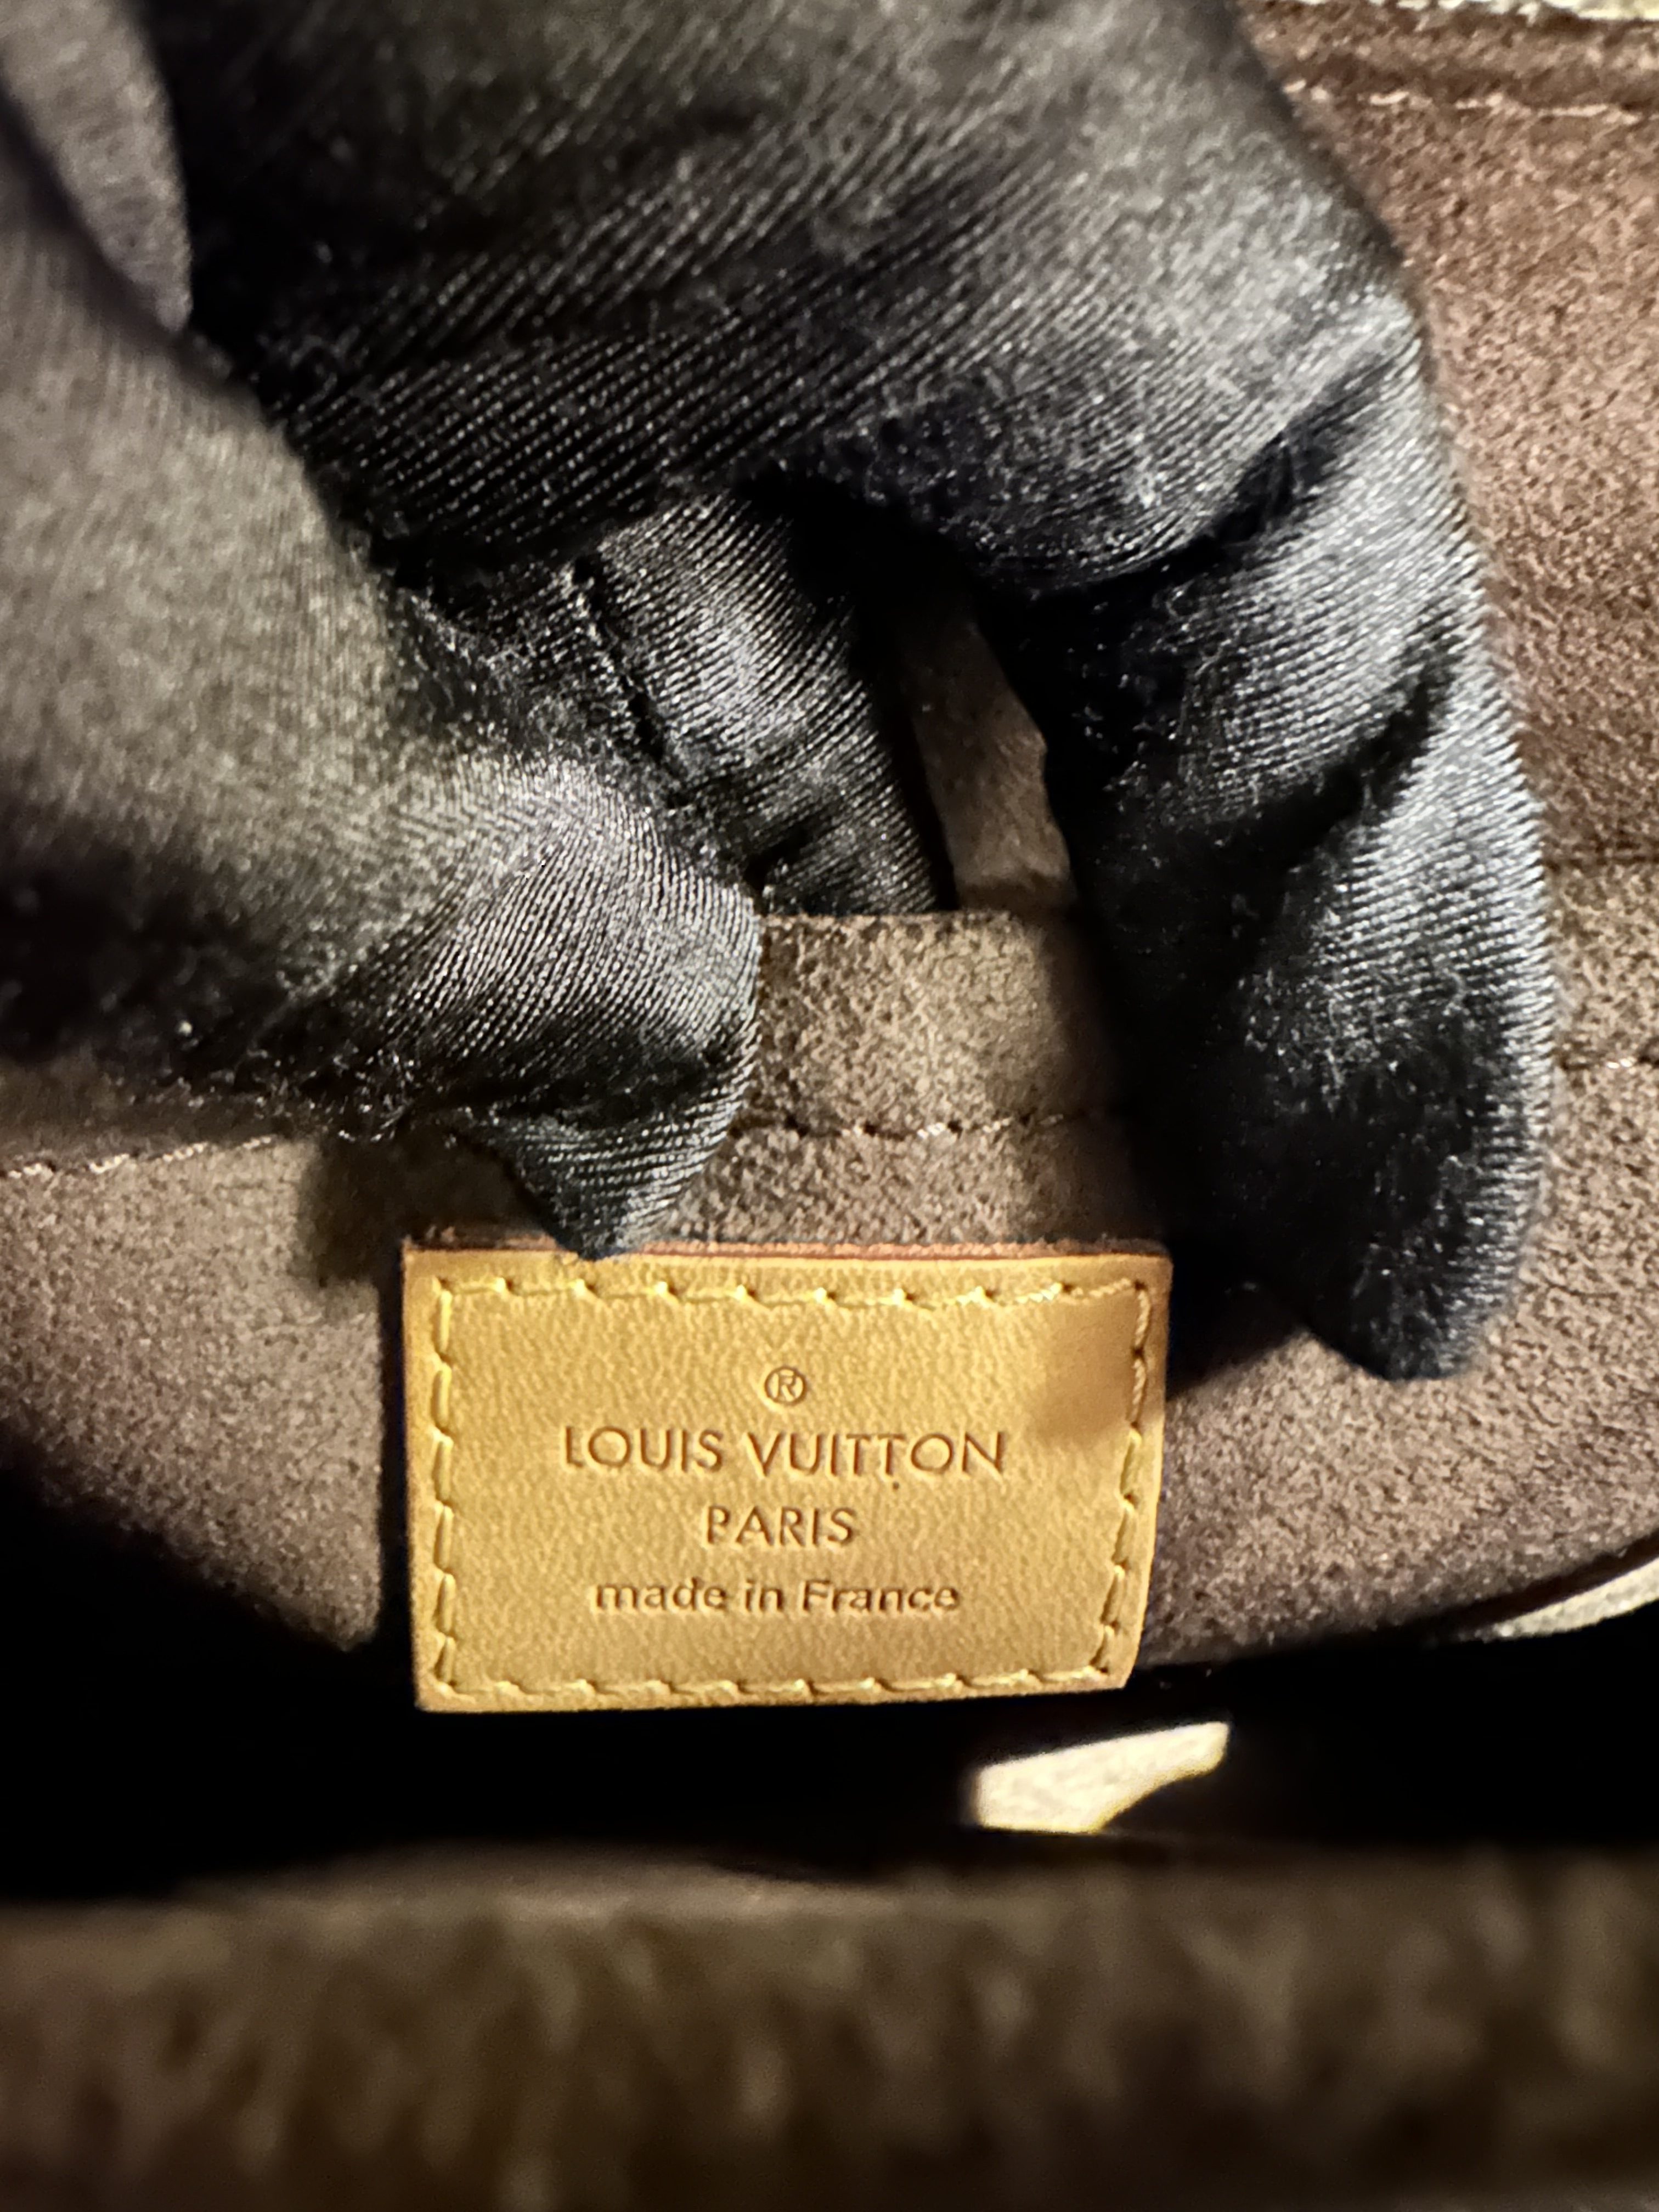 ®
LOUIS VUITTON
PARIS
made in France